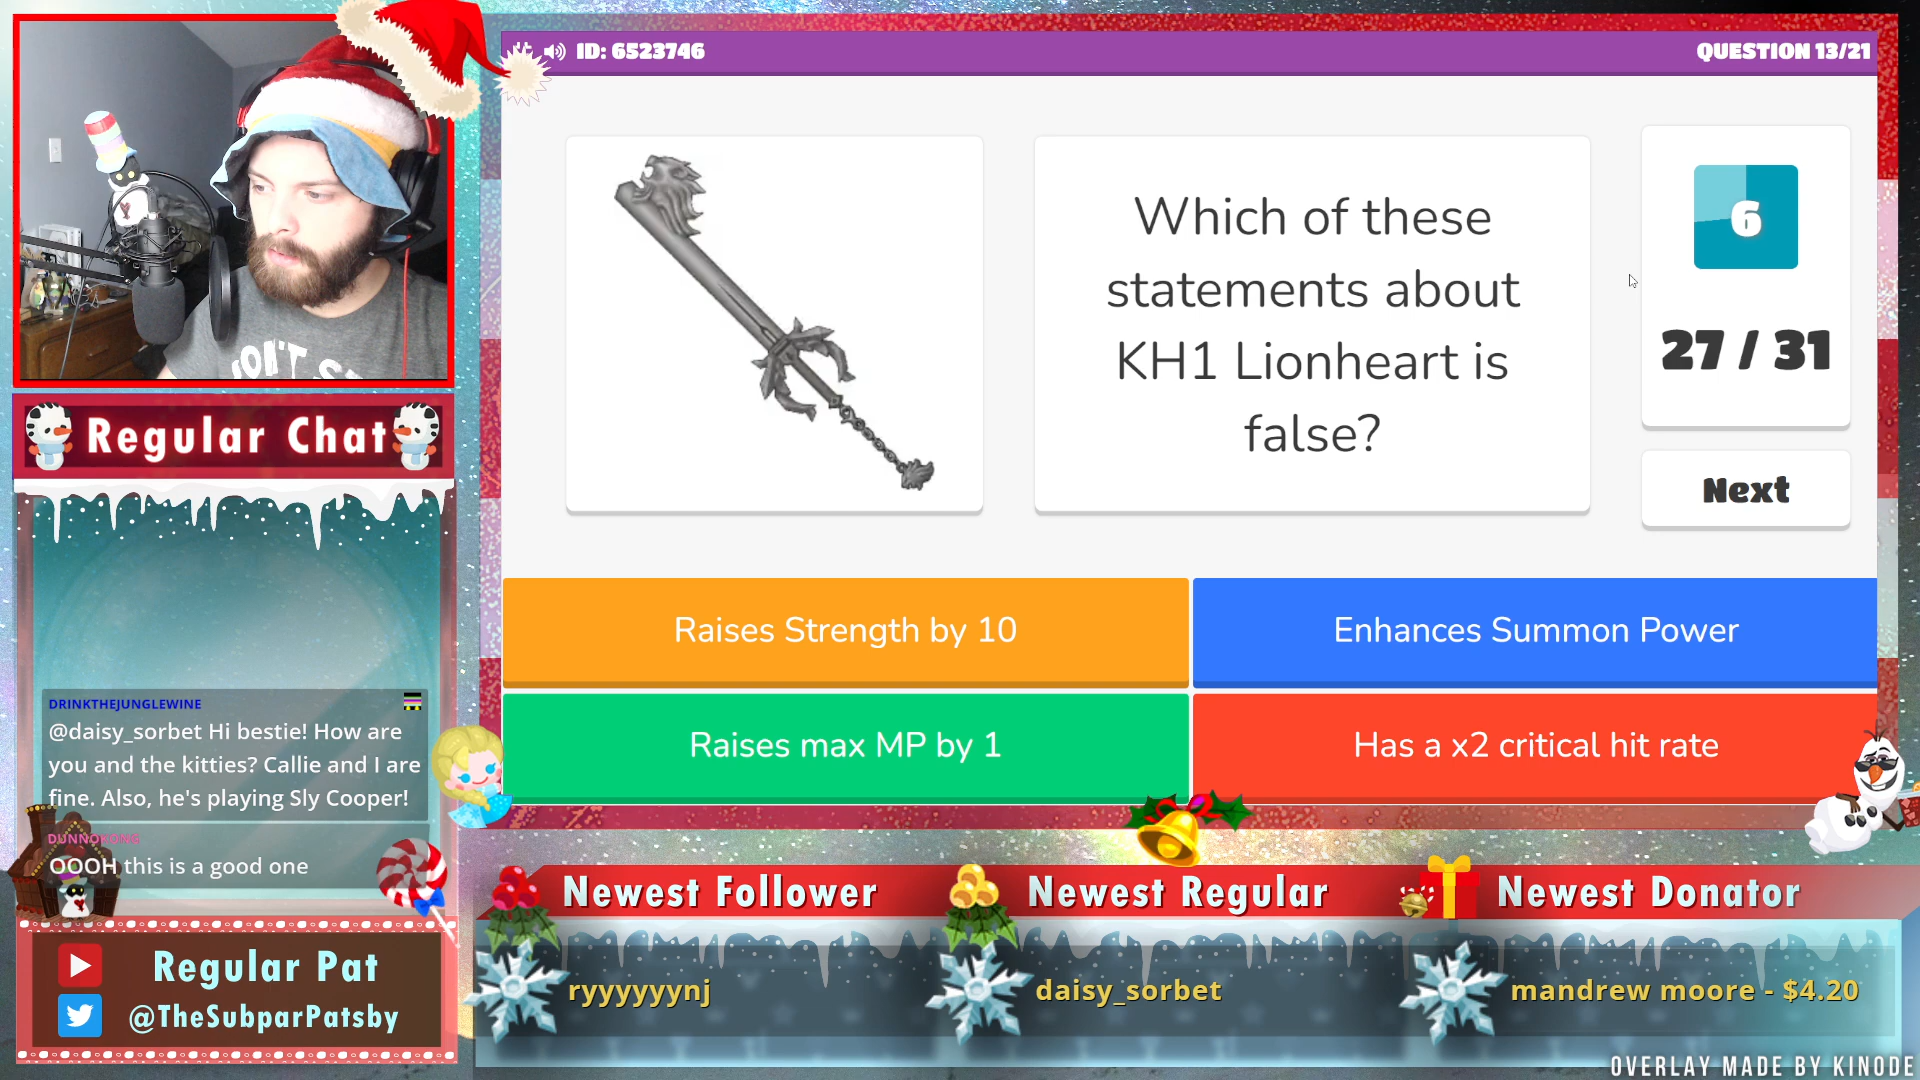 ID: 6523746
QUESTION 13/21
Which of these
statements about
KH1 Lionheart is
false?
6
27 / 31
Next
Raises Strength by 10
Enhances Summon Power
Raises max MP by 1
Has a x2 critical hit rate
Regular Chat
DRINKTHEJUNGLEWINE
@daisy_sorbet Hi bestie! How are
you and the kitties? Callie and I are
fine. Also, he's playing Sly Cooper!
OOOH this is a good one
Regular Pat
@TheSubparPatsby
Newest Follower
Newest Regular
Newest Donator
ryyyyyynj
daisy_sorbet
mandrew moore - $4.20
OVERLAY MADE BY KINODE